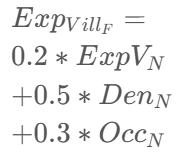 Exp_{Vill_F} =
0.2 * ExpV_N
+0.5 * Den_N
+0.3 * Occ_N